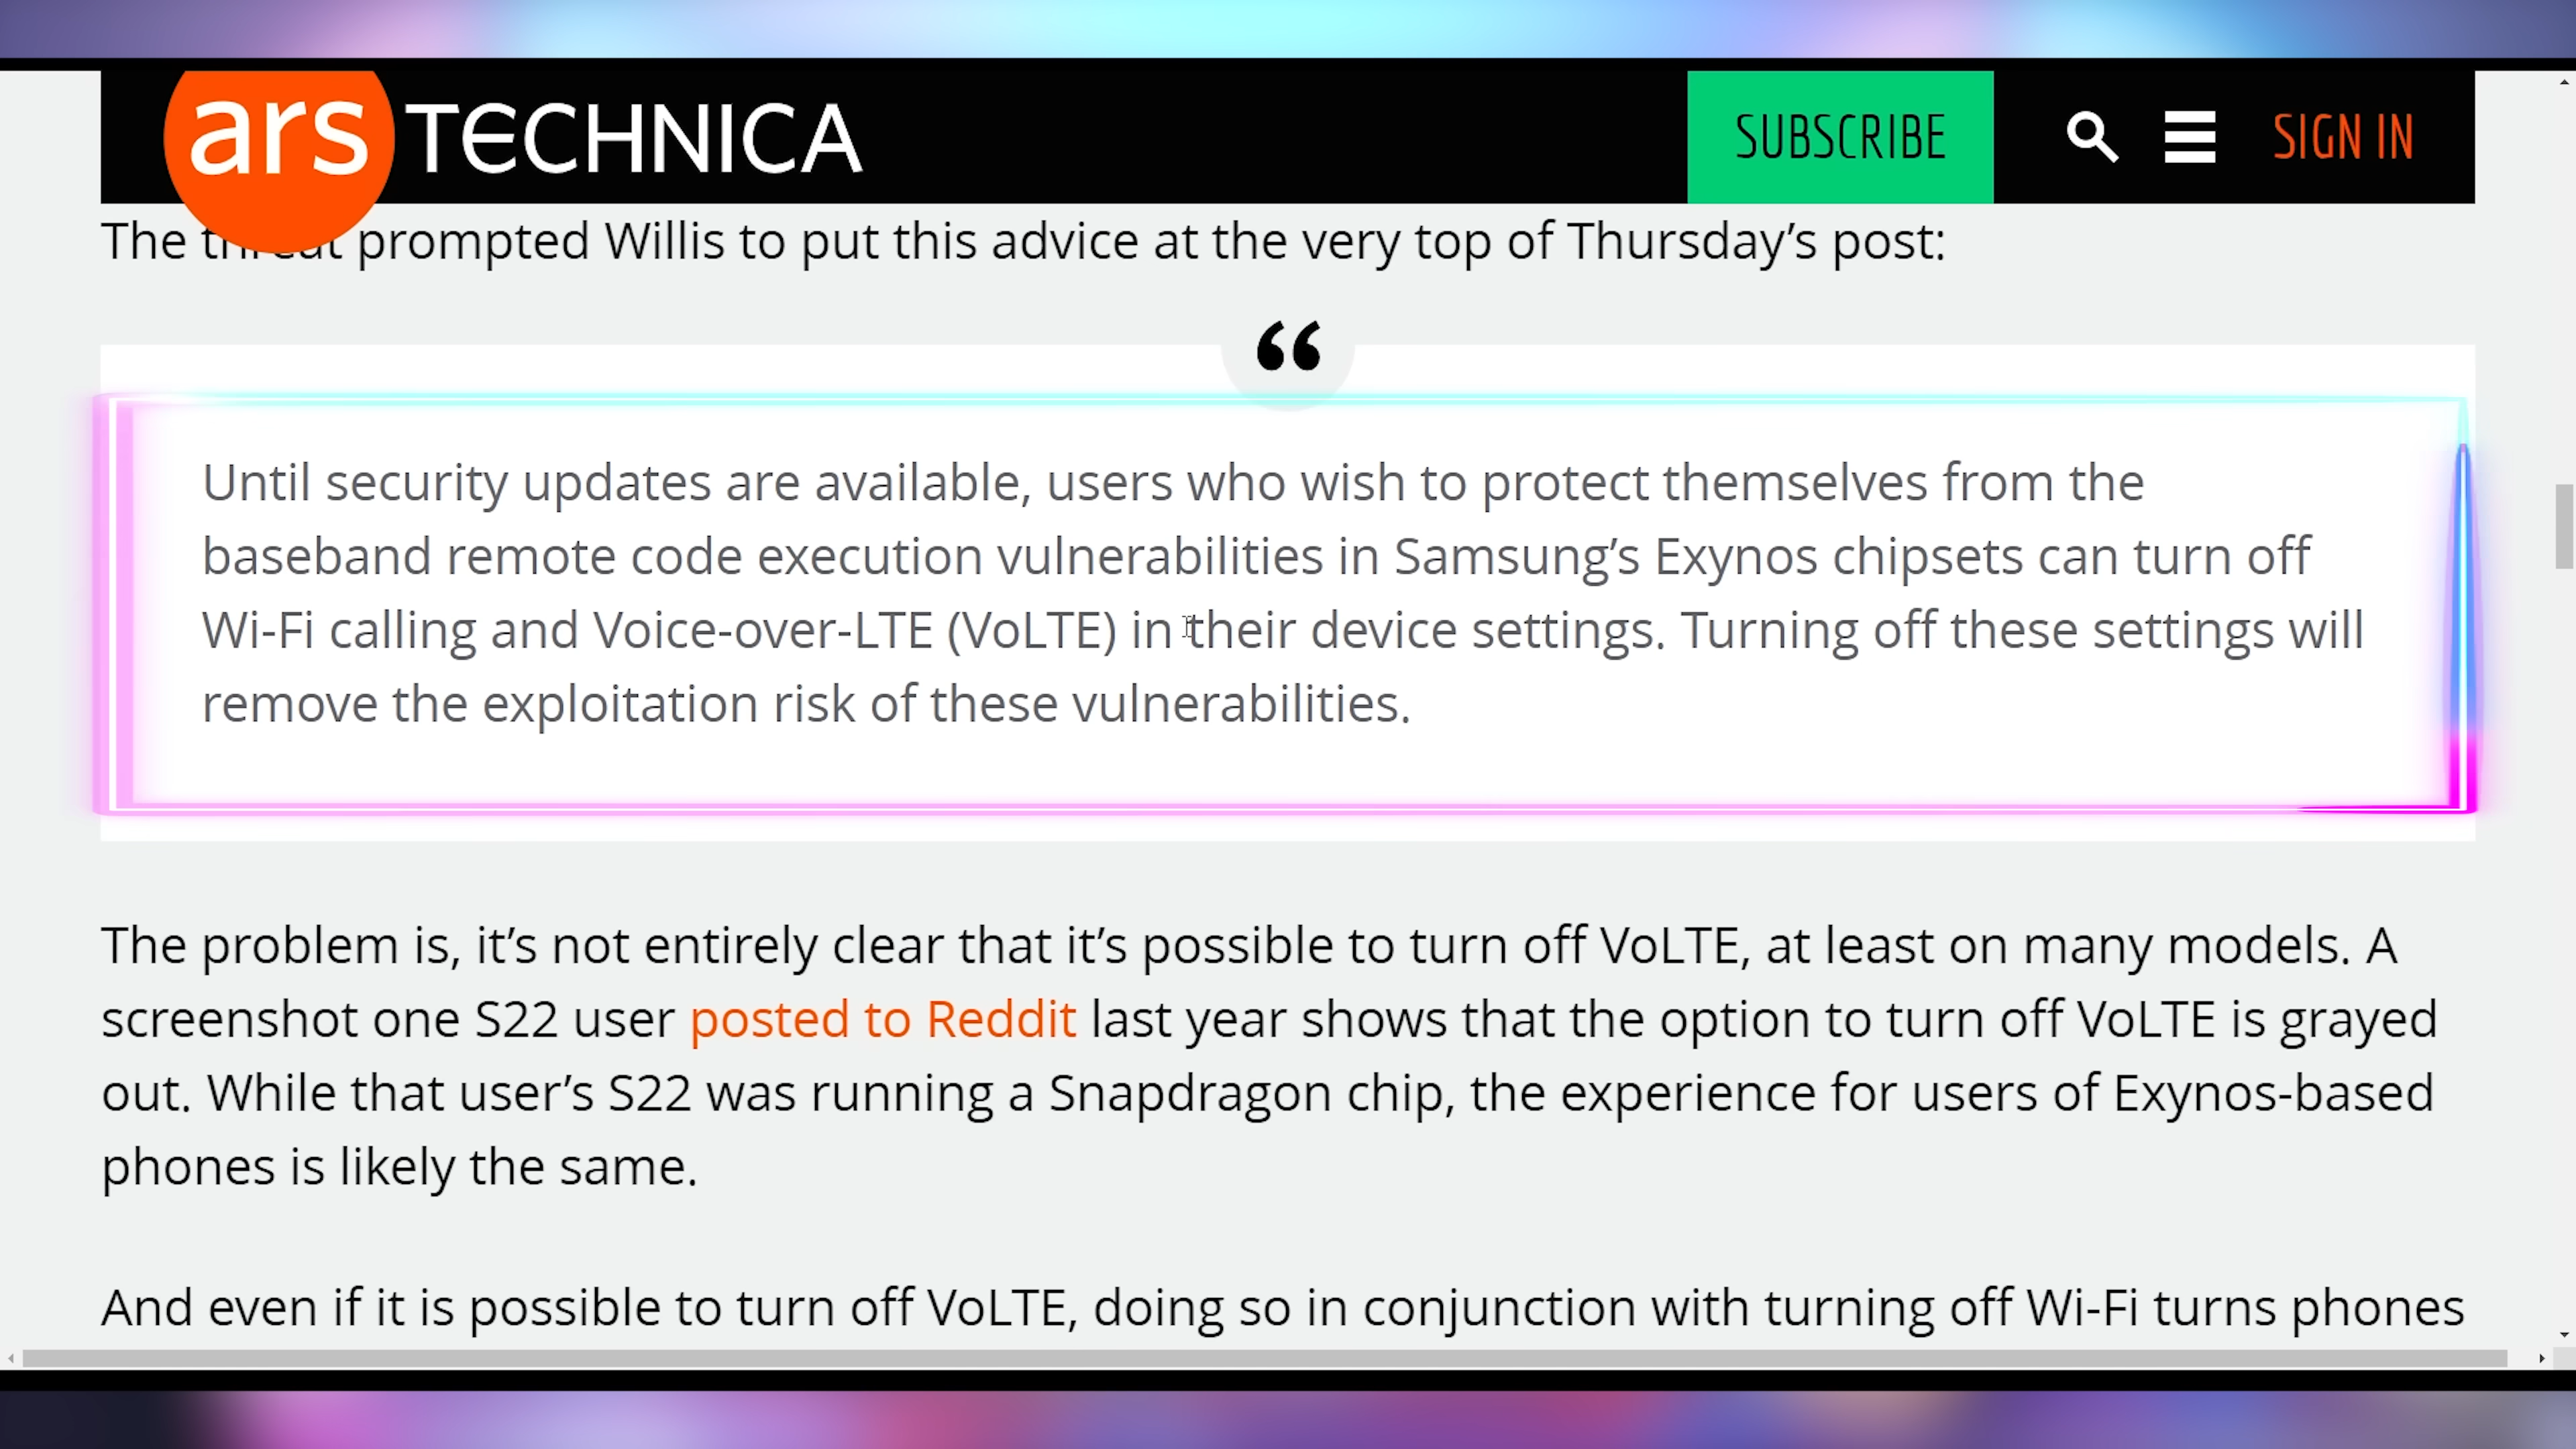 ars TECHNICA
SUBSCRIBE
SIGN IN
The threat prompted Willis to put this advice at the very top of Thursday’s post:
“
Until security updates are available, users who wish to protect themselves from the
baseband remote code execution vulnerabilities in Samsung’s Exynos chipsets can turn off
Wi-Fi calling and Voice-over-LTE (VoLTE) in their device settings. Turning off these settings will
remove the exploitation risk of these vulnerabilities.
The problem is, it’s not entirely clear that it’s possible to turn off VoLTE, at least on many models. A
screenshot one S22 user posted to Reddit last year shows that the option to turn off VoLTE is grayed
out. While that user’s S22 was running a Snapdragon chip, the experience for users of Exynos-based
phones is likely the same.
And even if it is possible to turn off VoLTE, doing so in conjunction with turning off Wi-Fi turns phones